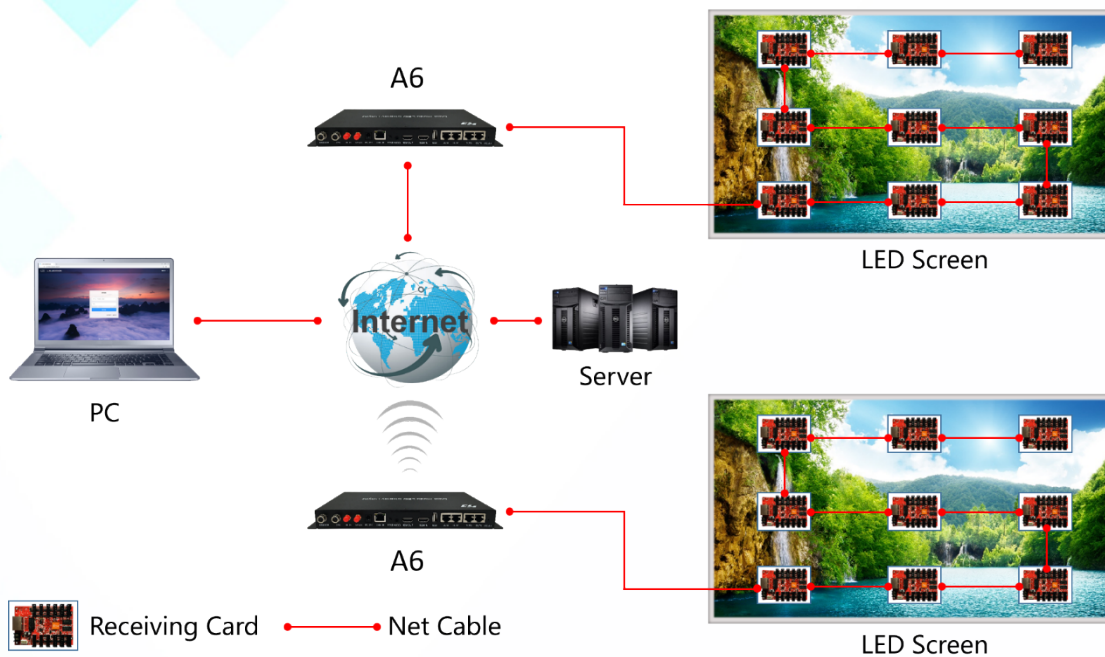 A6
LED Screen
Internet
PC
Server
A6
Receiving Card
Net Cable
LED Screen